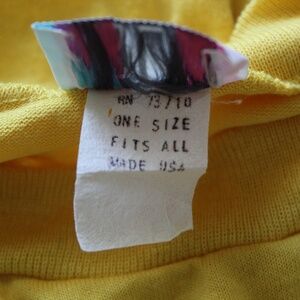 RN 73710
ONE SIZE
FITS ALL
MADE USA